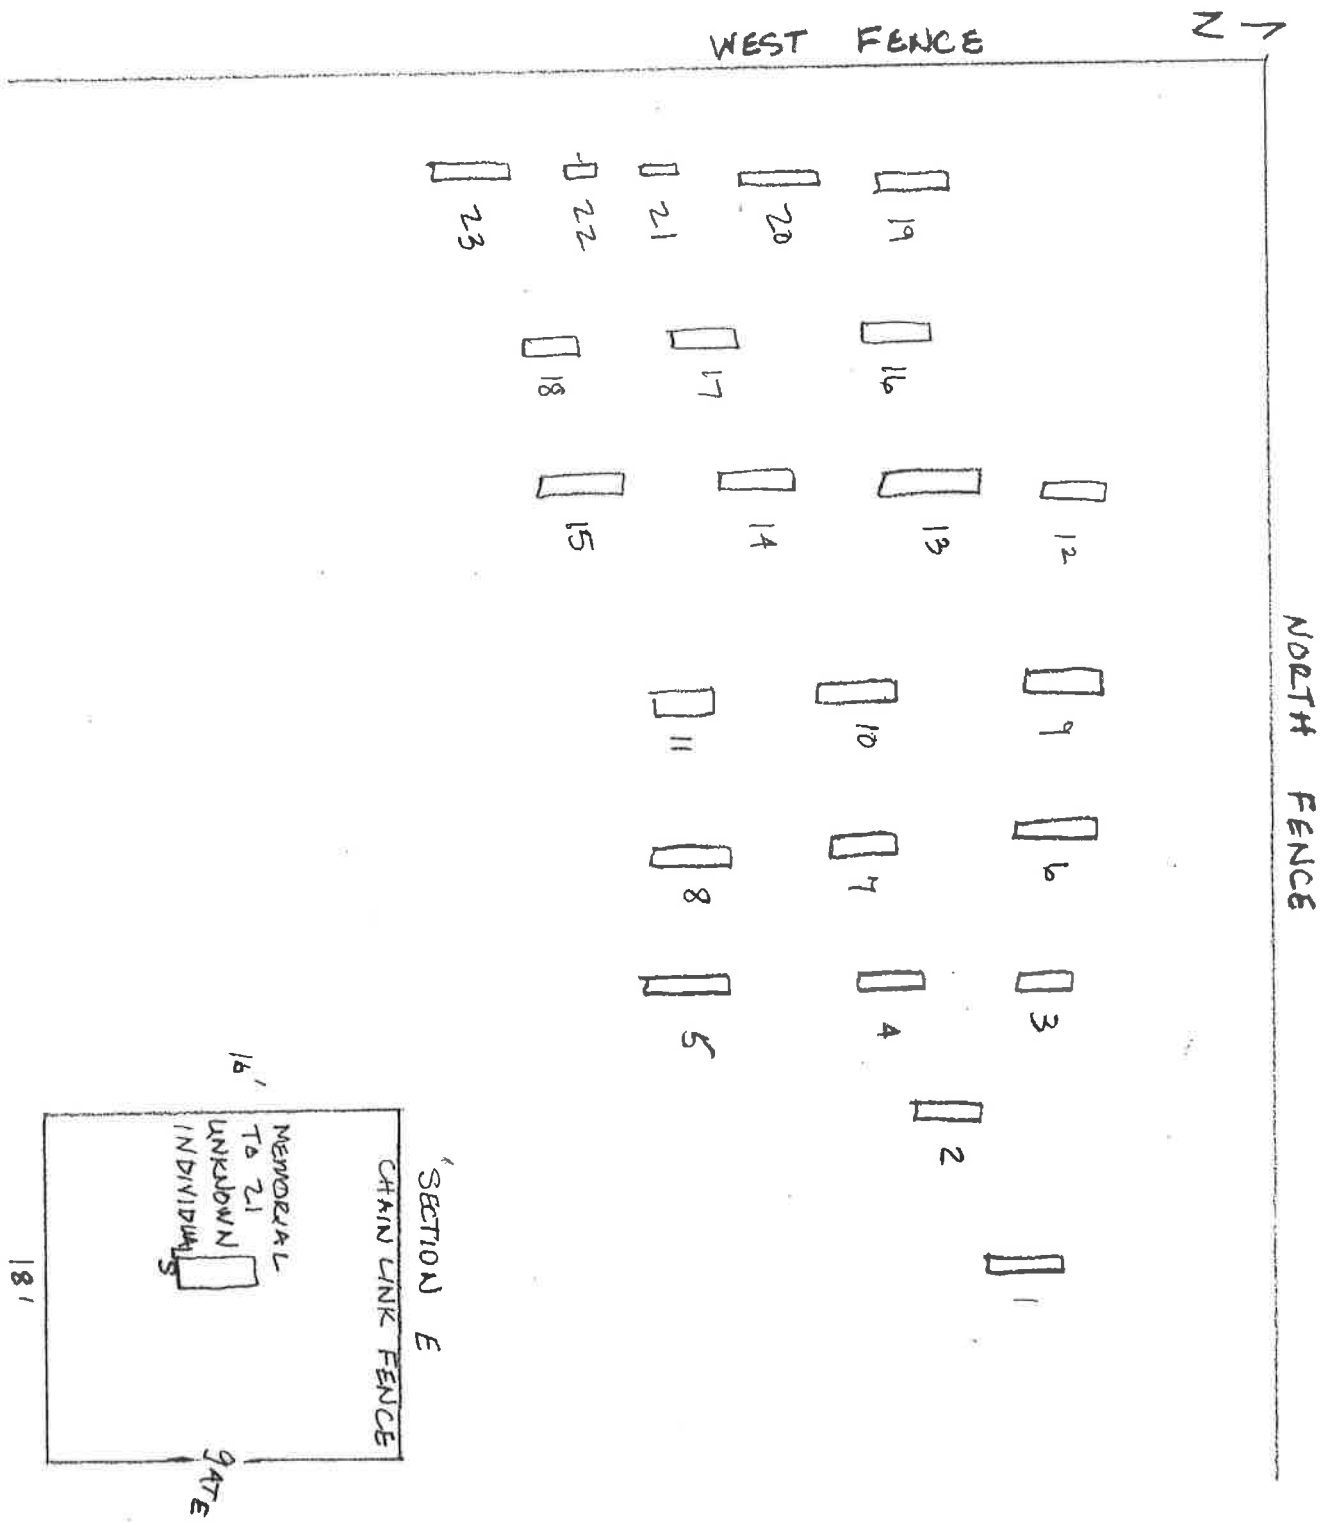 N
WEST FENCE
NORTH FENCE
23
22
21
20
19
18
17
16
15
14
13
12
11
10
9
8
7
6
5
4
3
2
1
SECTION E
CHAIN LINK FENCE
MEMORIAL
TO 21
UNKNOWN
INDIVIDUALS
16'
18'
gATE